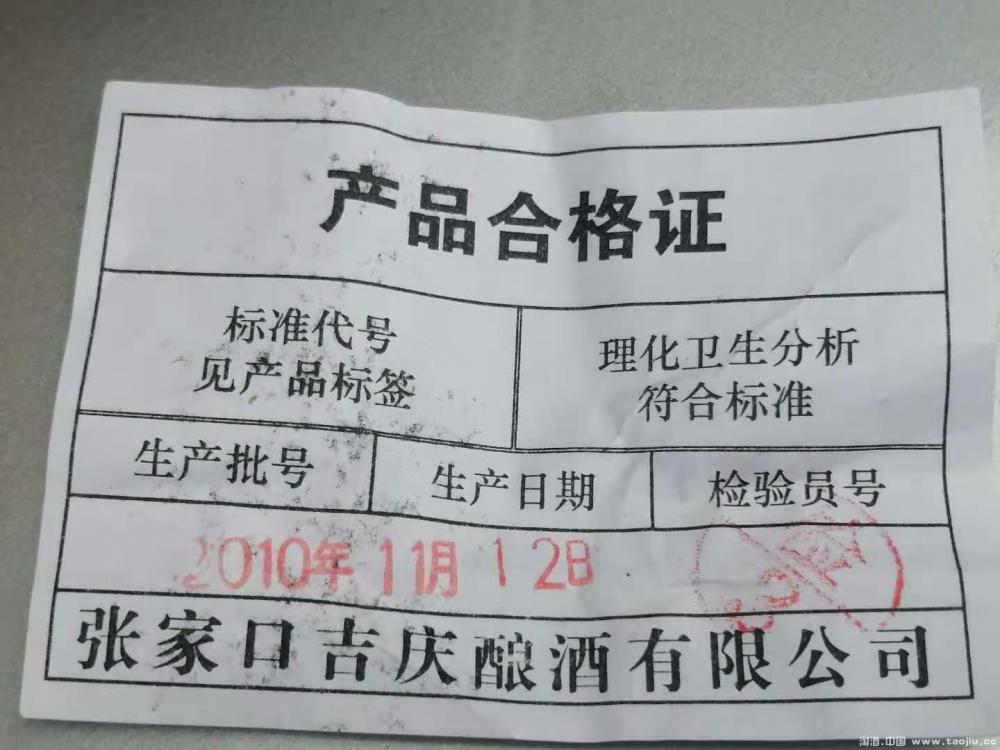 产品合格证
标准代号
见产品标签
理化卫生分析
符合标准
生产批号
生产日期
检验员号
2010年11月12日
张家口吉庆酿酒有限公司
淘酒.中国 www.taojiu.cc